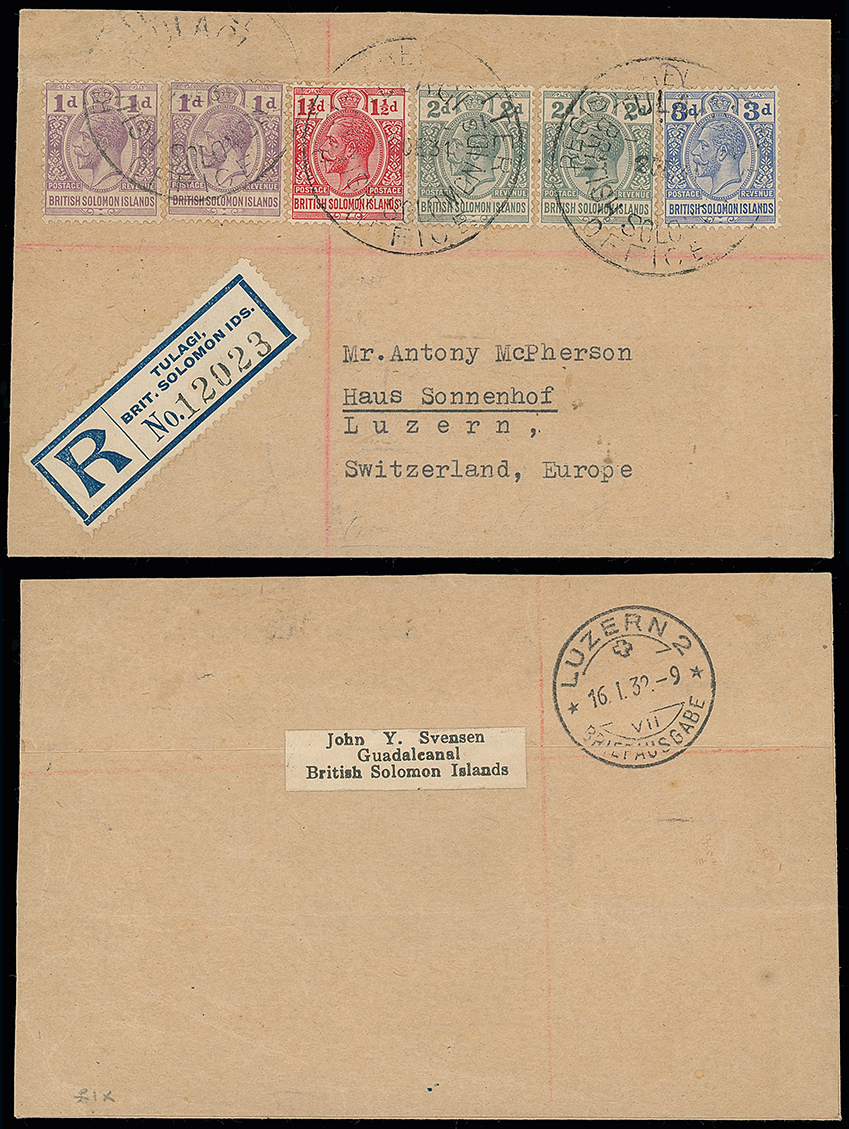 1d 1d
POSTAGE REVENUE
BRITISH SOLOMON ISLANDS
1d 1d
POSTAGE REVENUE
BRITISH SOLOMON ISLANDS
1½d 1½d
POSTAGE REVENUE
BRITISH SOLOMON ISLANDS
2d 2d
POSTAGE REVENUE
BRITISH SOLOMON ISLANDS
2d 2d
POSTAGE REVENUE
BRITISH SOLOMON ISLANDS
3d 3d
POSTAGE REVENUE
BRITISH SOLOMON ISLANDS
OFFICE
R
TULAGI,
BRIT. SOLOMON IDS.
No. 12023
Mr. Antony McPherson
Haus Sonnenhof
Luzern,
Switzerland, Europe
LUZERN 2
16.I.32.-9
VII
BRIEFAUSGABE
John Y. Svensen
Guadalcanal
British Solomon Islands